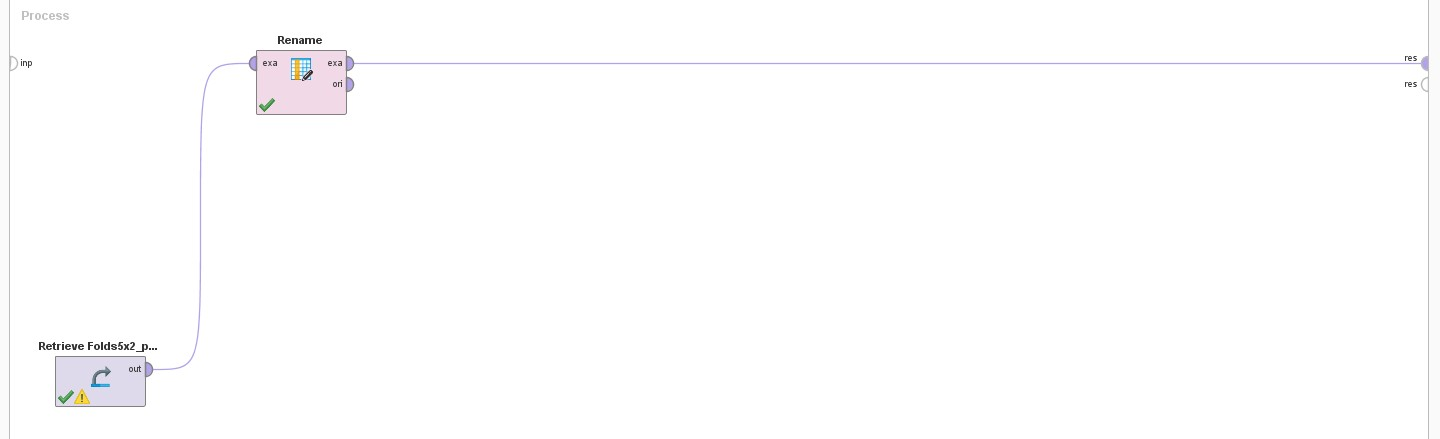 Process
Rename
inp
exa
exa
res
ori
res
Retrieve Folds5x2_p...
out